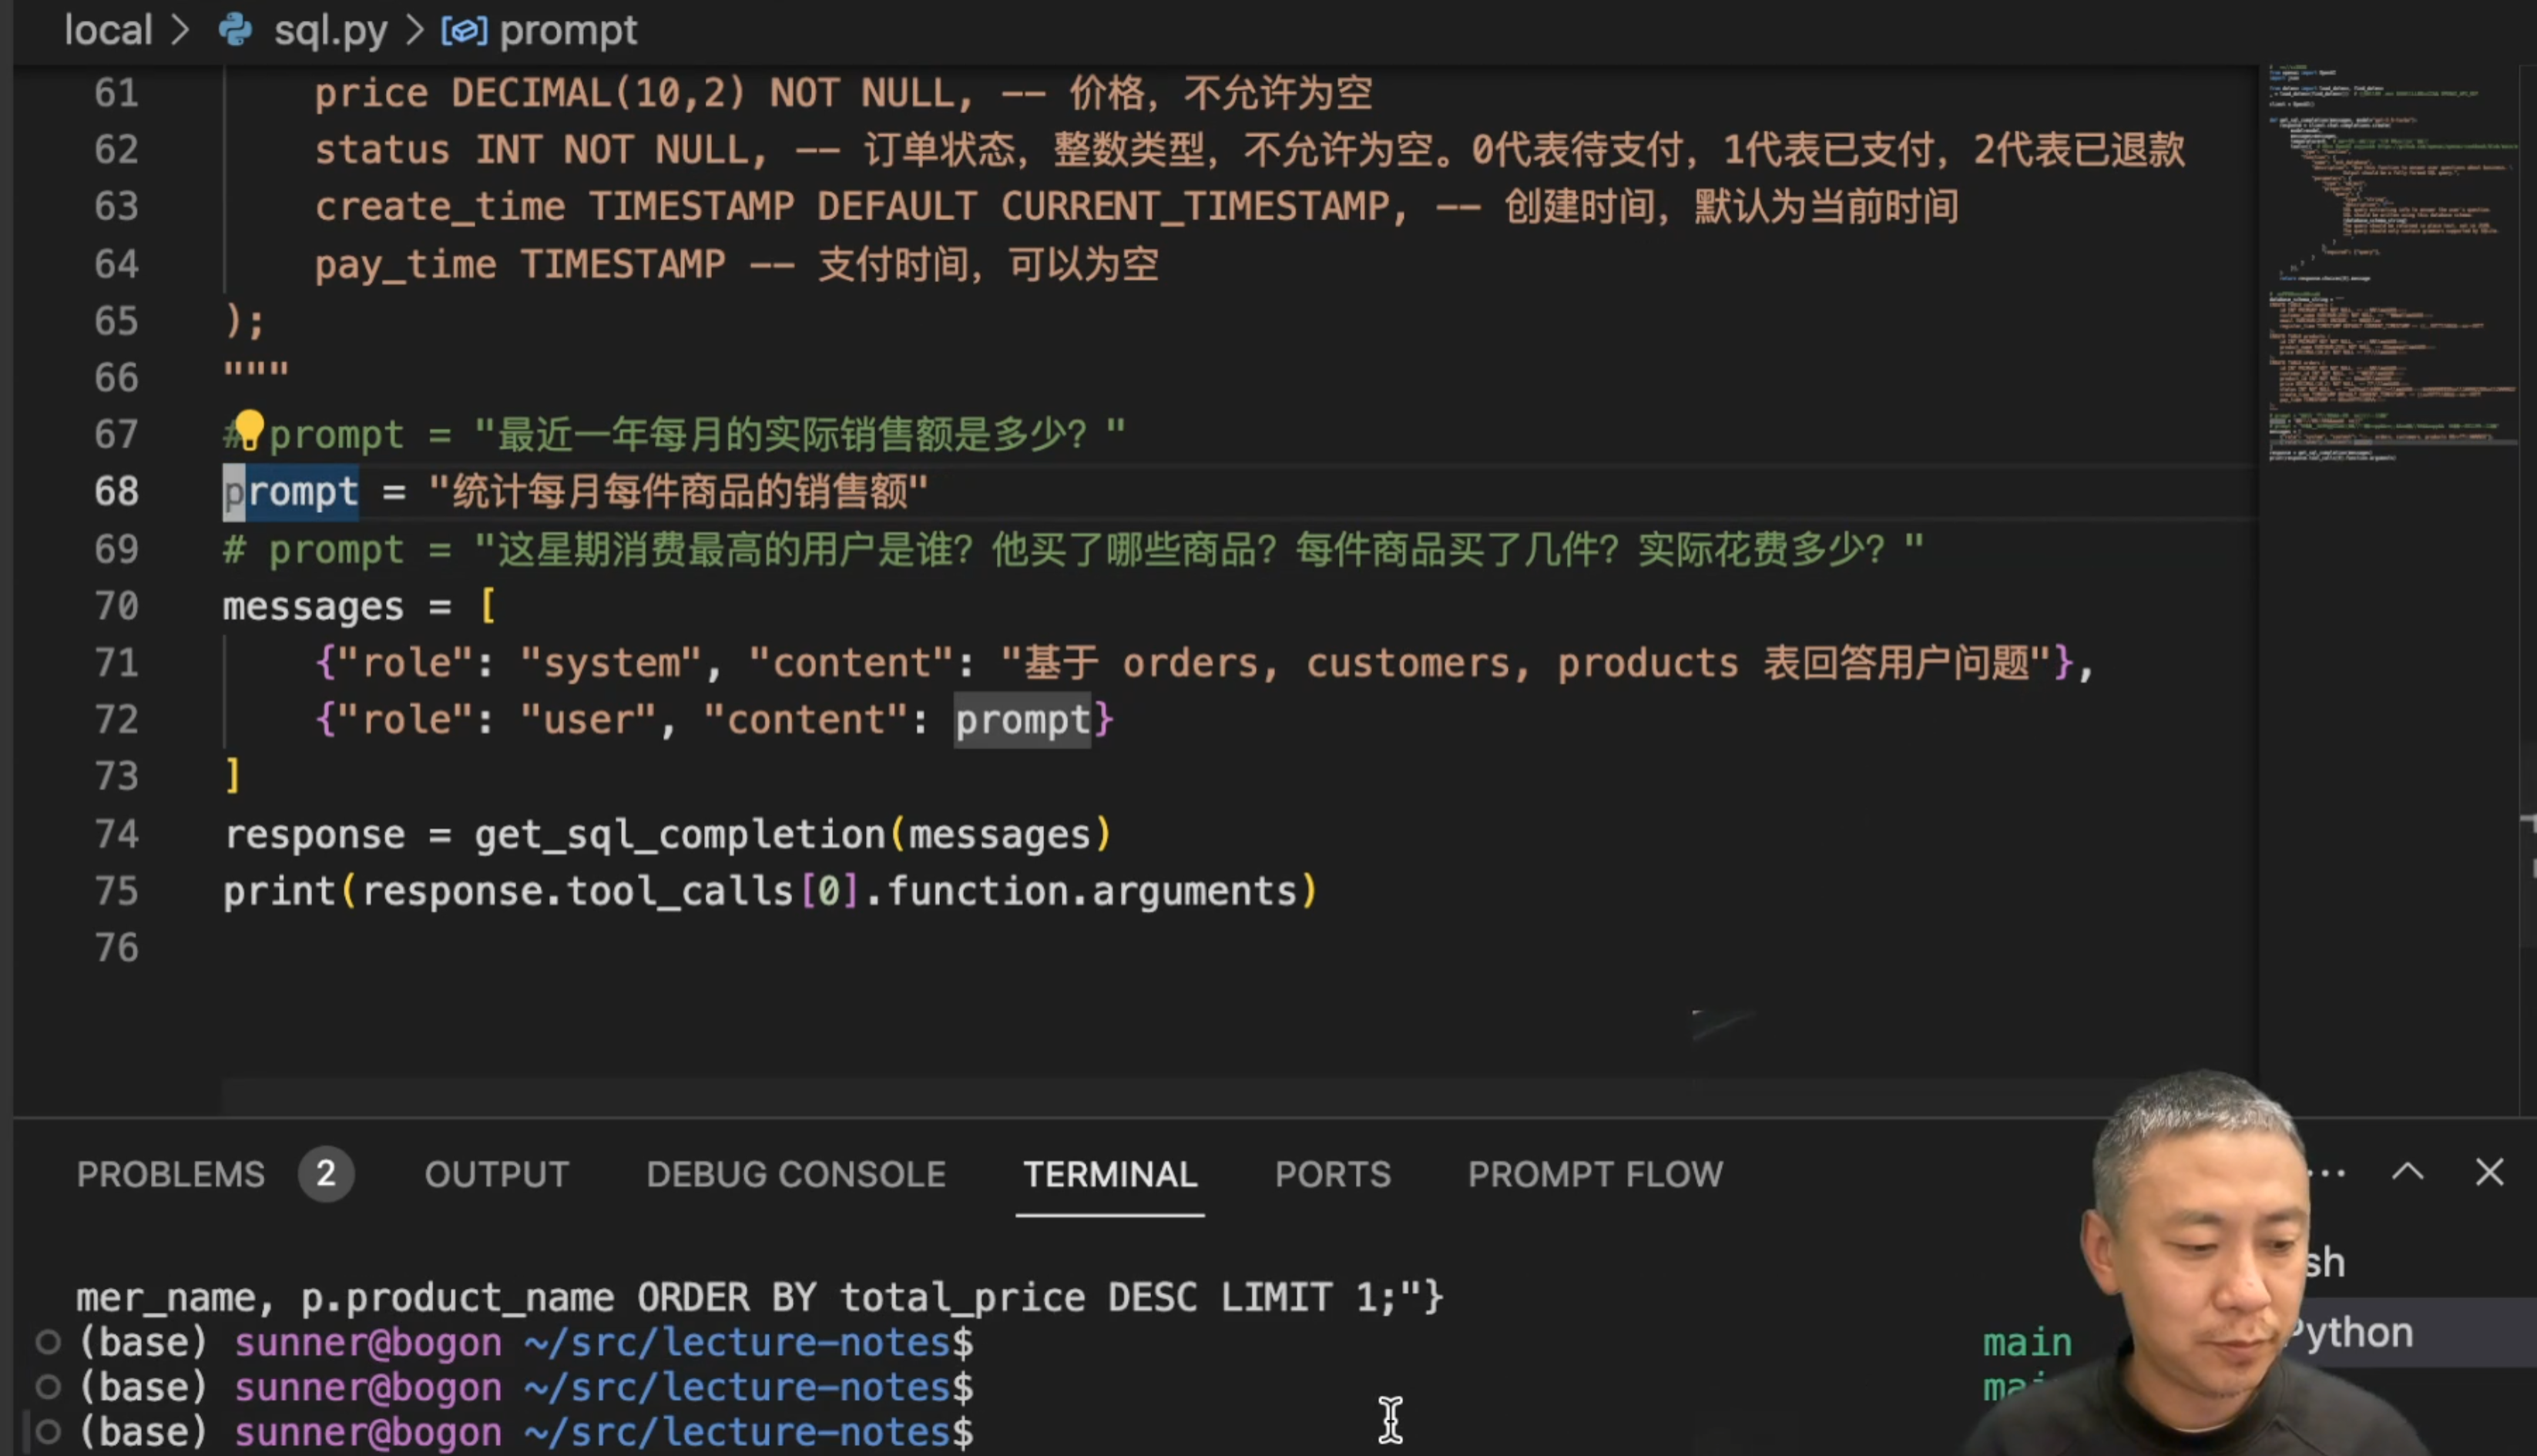 local > sql.py > prompt
61 price DECIMAL(10,2) NOT NULL, -- 价格，不允许为空
62 status INT NOT NULL, -- 订单状态，整数类型，不允许为空。0代表待支付，1代表已支付，2代表已退款
63 create_time TIMESTAMP DEFAULT CURRENT_TIMESTAMP, -- 创建时间，默认为当前时间
64 pay_time TIMESTAMP -- 支付时间，可以为空
65 );
66 """
67 # prompt = "最近一年每月的实际销售额是多少？"
68 prompt = "统计每月每件商品的销售额"
69 # prompt = "这星期消费最高的用户是谁？他买了哪些商品？每件商品买了几件？实际花费多少？"
70 messages = [
71 {"role": "system", "content": "基于 orders, customers, products 表回答用户问题"},
72 {"role": "user", "content": prompt}
73 ]
74 response = get_sql_completion(messages)
75 print(response.tool_calls[0].function.arguments)
76
PROBLEMS 2 OUTPUT DEBUG CONSOLE TERMINAL PORTS PROMPT FLOW
mer_name, p.product_name ORDER BY total_price DESC LIMIT 1;"}
(base) sunner@bogon ~/src/lecture-notes$ main
(base) sunner@bogon ~/src/lecture-notes$
(base) sunner@bogon ~/src/lecture-notes$
Python